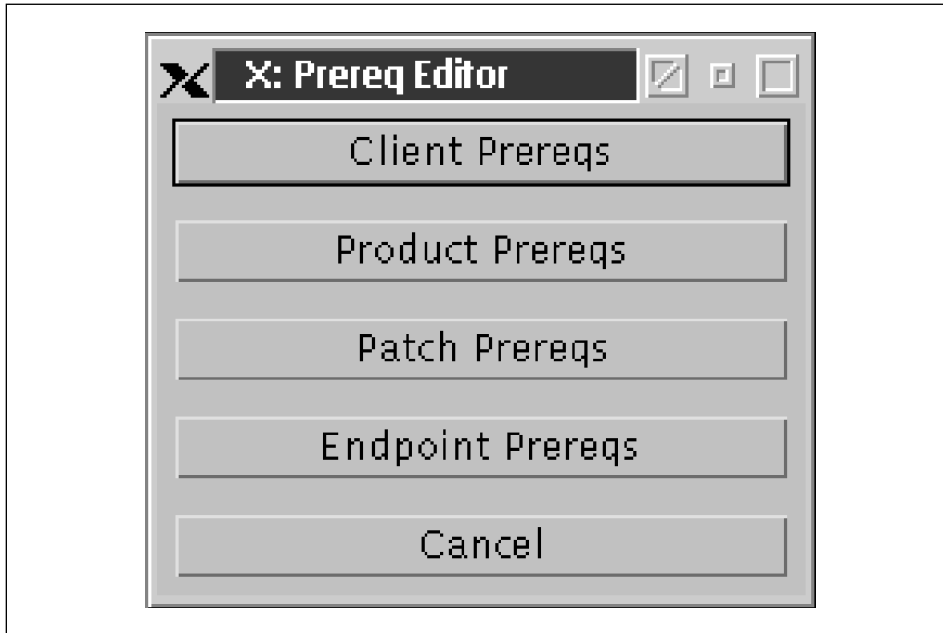 X: Prereq Editor
Client Prereqs
Product Prereqs
Patch Prereqs
Endpoint Prereqs
Cancel